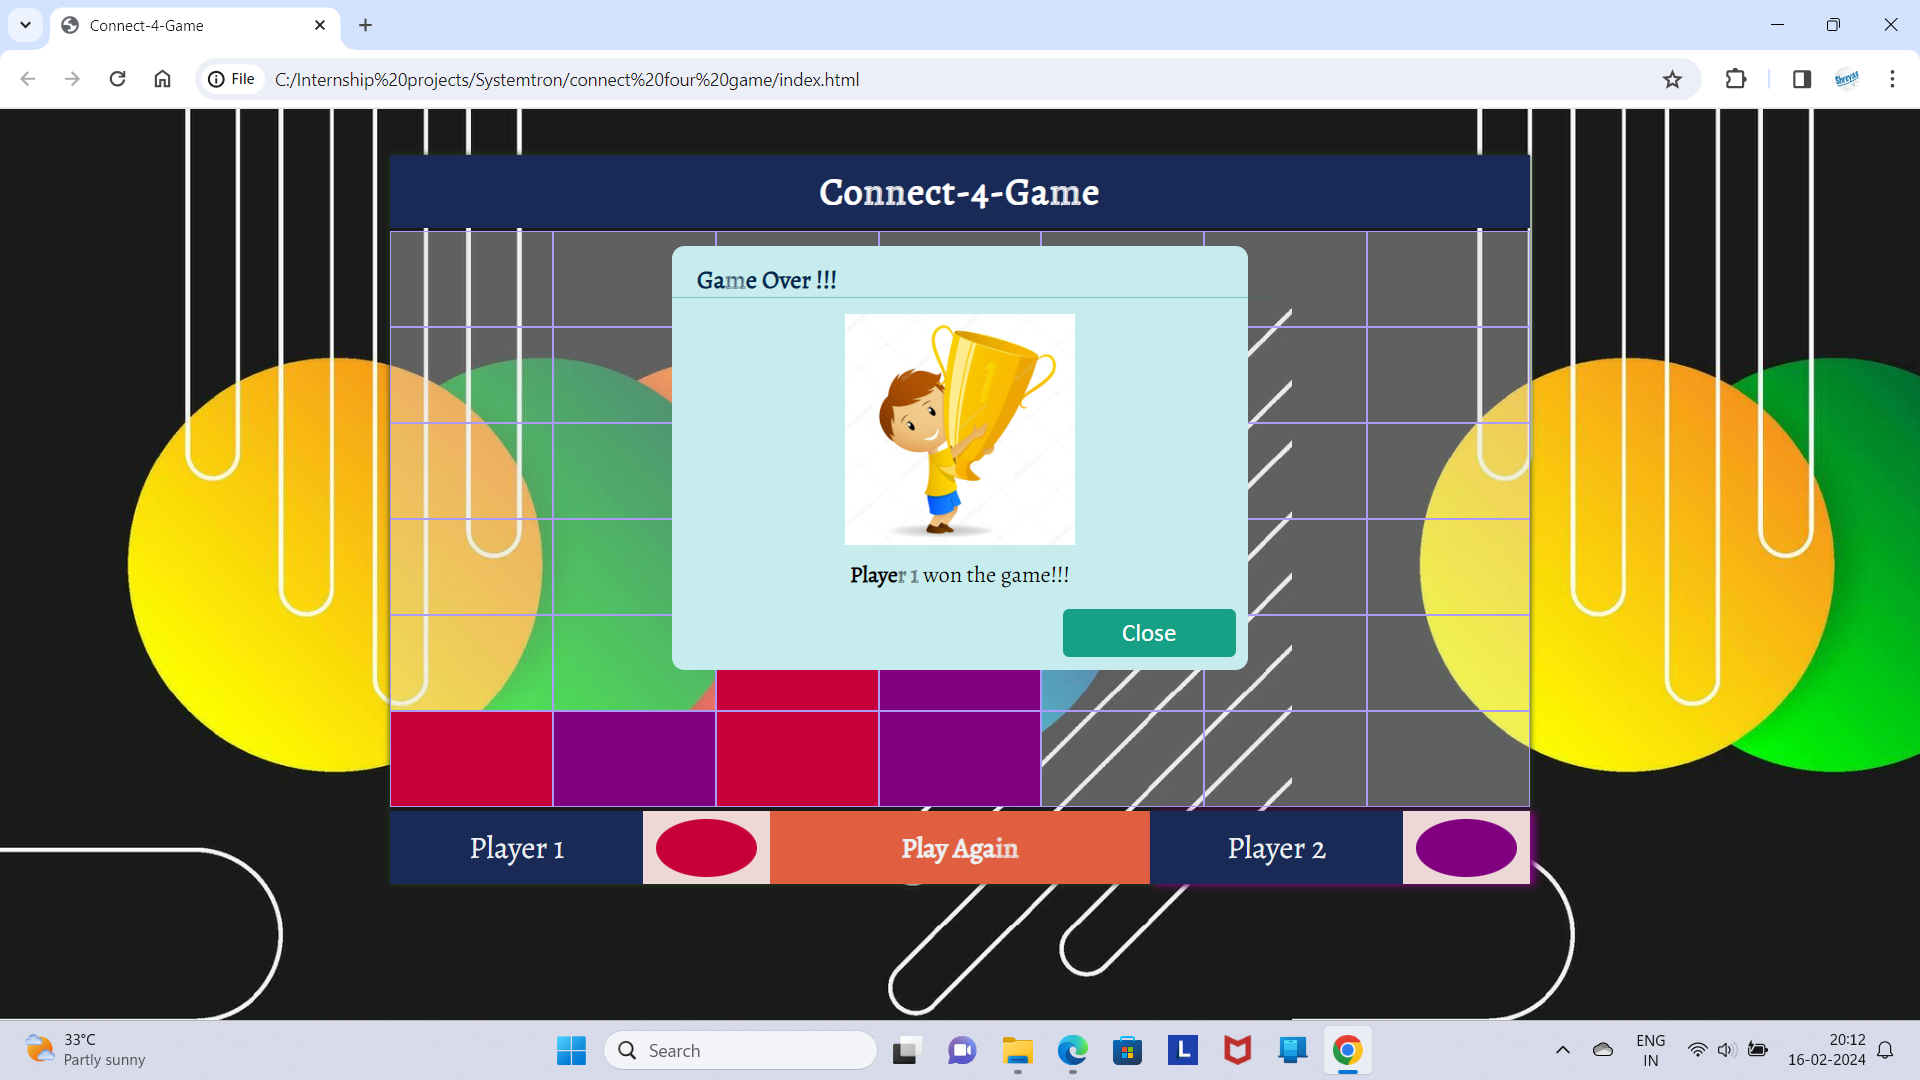 Connect-4-Game
File
C:/Internship%20projects/Systemtron/connect%20four%20game/index.html
Shreyas
Connect-4-Game
Game Over !!!
1
Player 1 won the game!!!
Close
Player 1
Play Again
Player 2
33°C
Partly sunny
Search
L
ENG
IN
20:12
16-02-2024